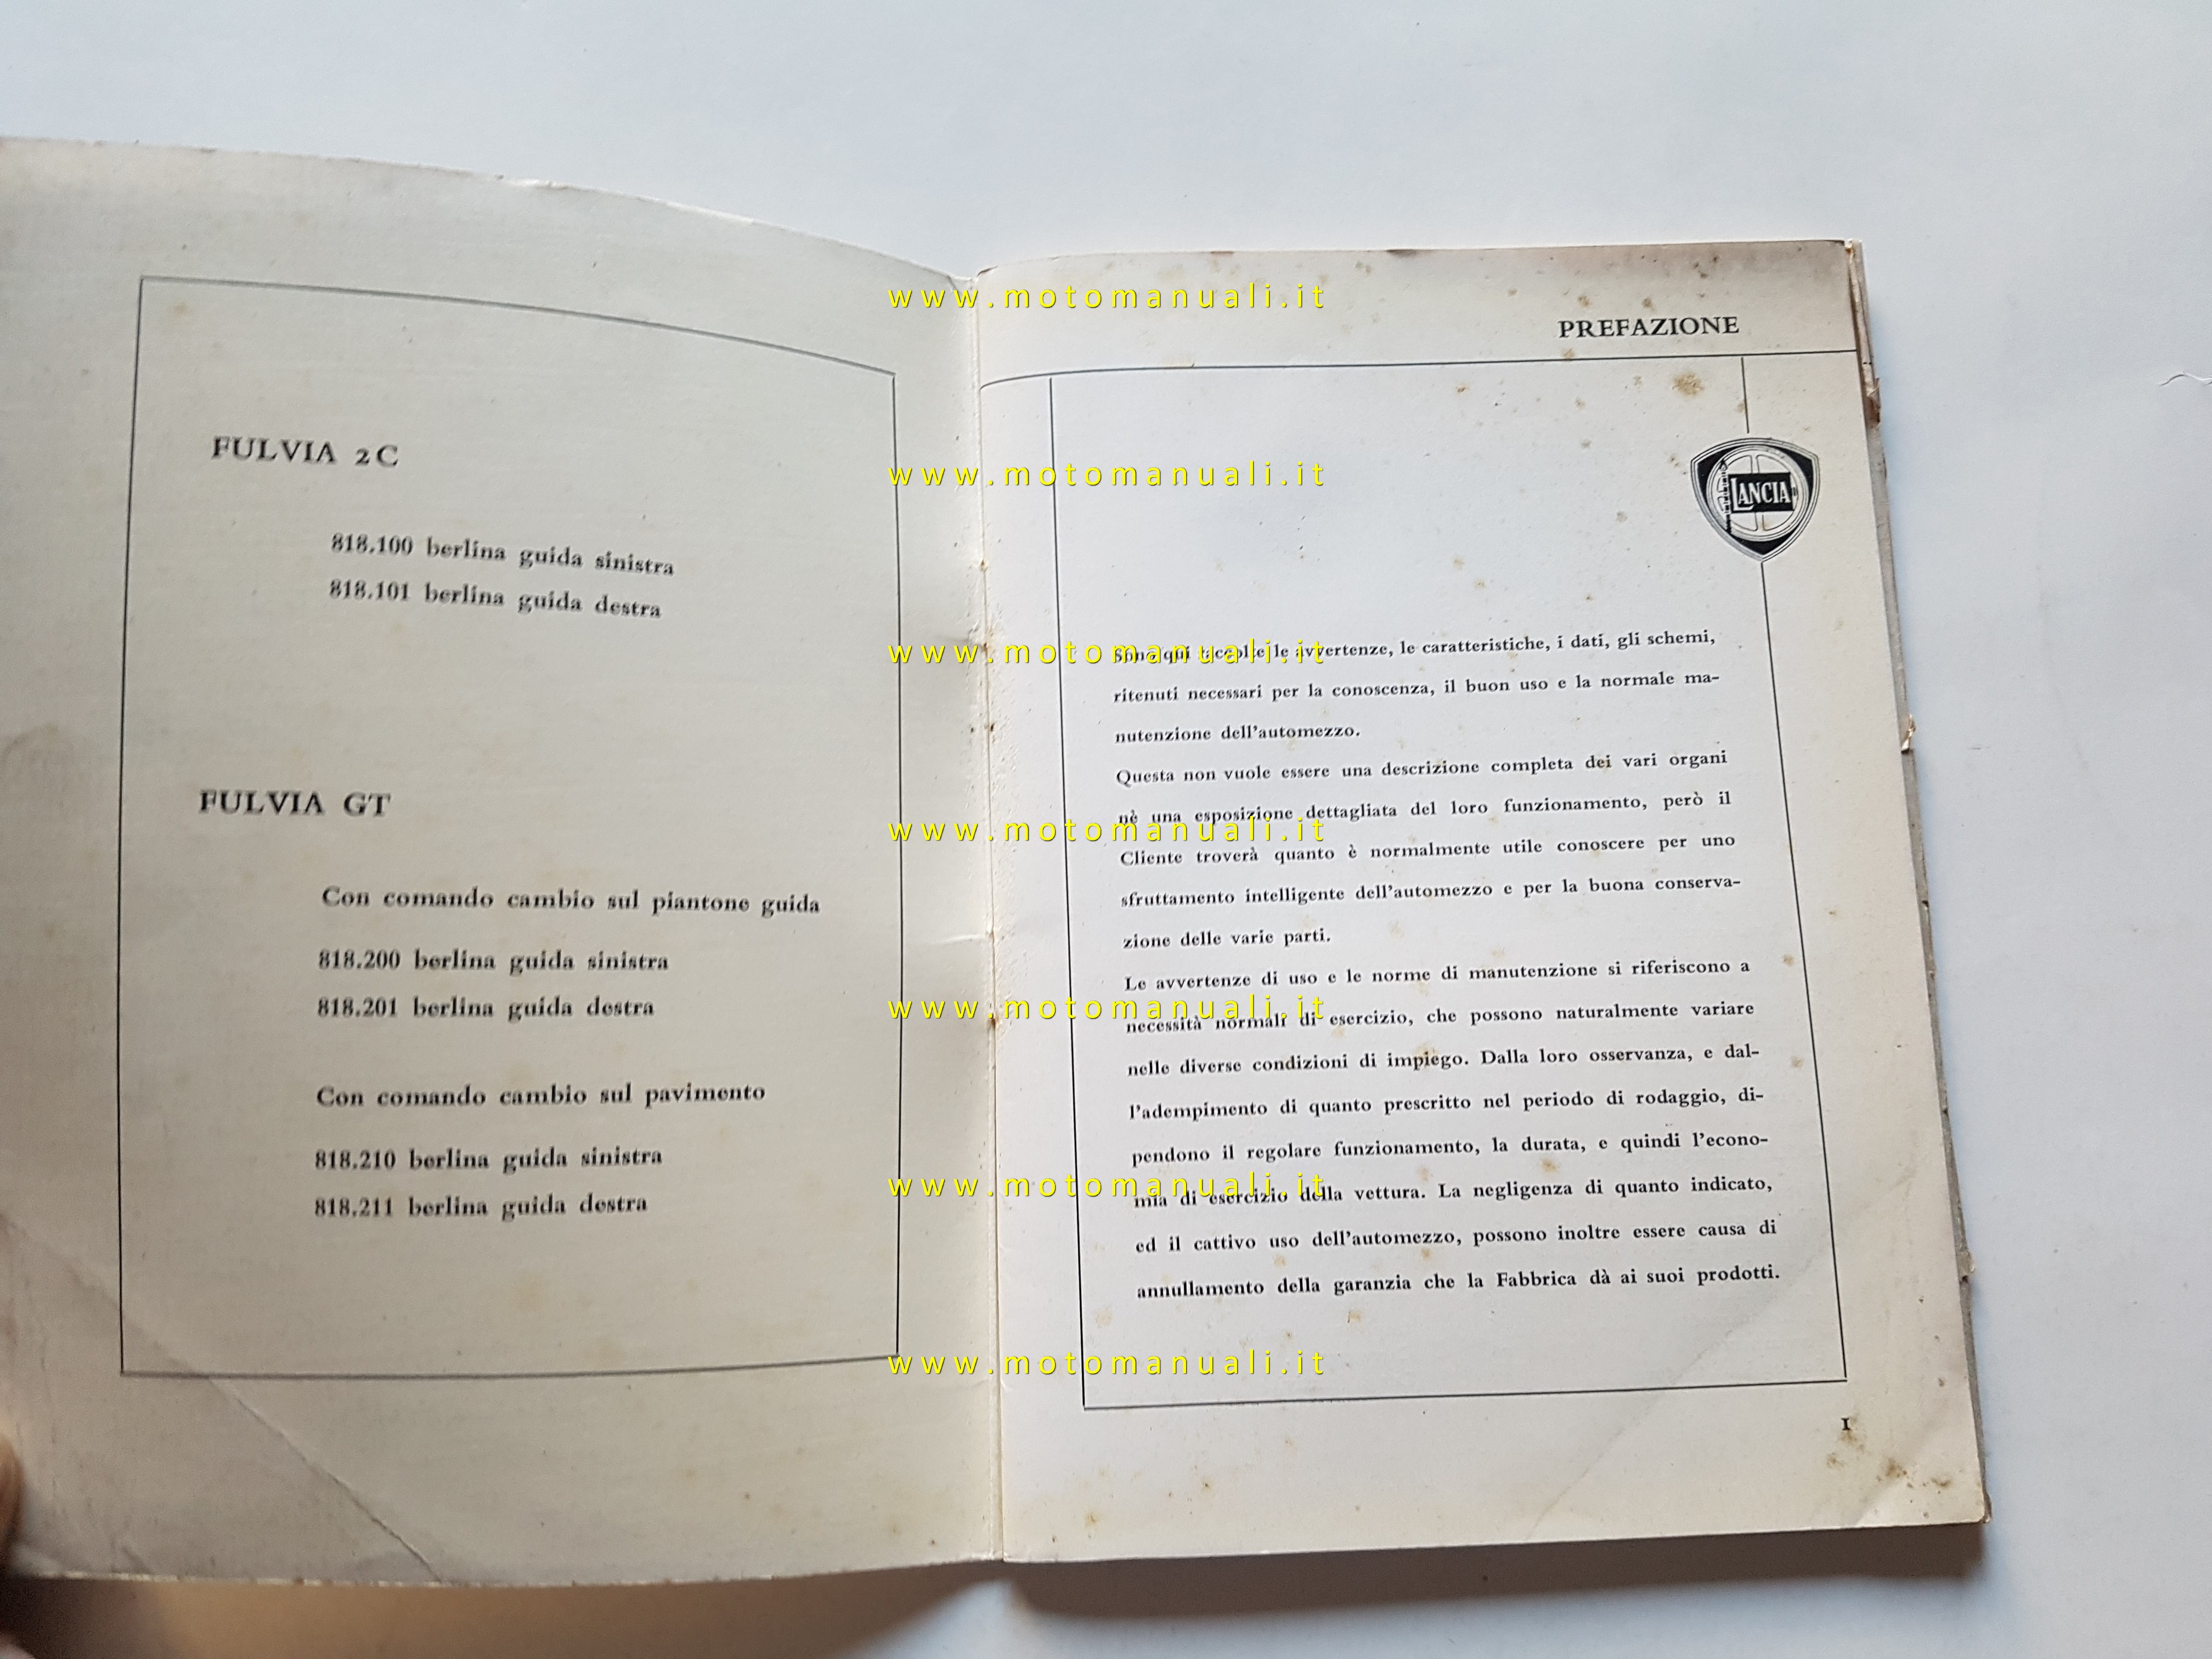 FULVIA 2C
818.100 berlina guida sinistra
818.101 berlina guida destra
FULVIA GT
Con comando cambio sul piantone guida
818.200 berlina guida sinistra
818.201 berlina guida destra
Con comando cambio sul pavimento
818.210 berlina guida sinistra
818.211 berlina guida destra
PREFAZIONE
LANCIA
Sono qui raccolte le avvertenze, le caratteristiche, i dati, gli schemi,
ritenuti necessari per la conoscenza, il buon uso e la normale ma-
nutenzione dell'automezzo.
Questa non vuole essere una descrizione completa dei vari organi
nè una esposizione dettagliata del loro funzionamento, però il
Cliente troverà quanto è normalmente utile conoscere per uno
sfruttamento intelligente dell'automezzo e per la buona conserva-
zione delle varie parti.
Le avvertenze di uso e le norme di manutenzione si riferiscono a
necessità normali di esercizio, che possono naturalmente variare
nelle diverse condizioni di impiego. Dalla loro osservanza, e dal-
l'adempimento di quanto prescritto nel periodo di rodaggio, di-
pendono il regolare funzionamento, la durata, e quindi l'econo-
mia di esercizio della vettura. La negligenza di quanto indicato,
ed il cattivo uso dell'automezzo, possono inoltre essere causa di
annullamento della garanzia che la Fabbrica dà ai suoi prodotti.
1
www.motomanuali.it
www.motomanuali.it
www.motomanuali.it
www.motomanuali.it
www.motomanuali.it
www.motomanuali.it
www.motomanuali.it